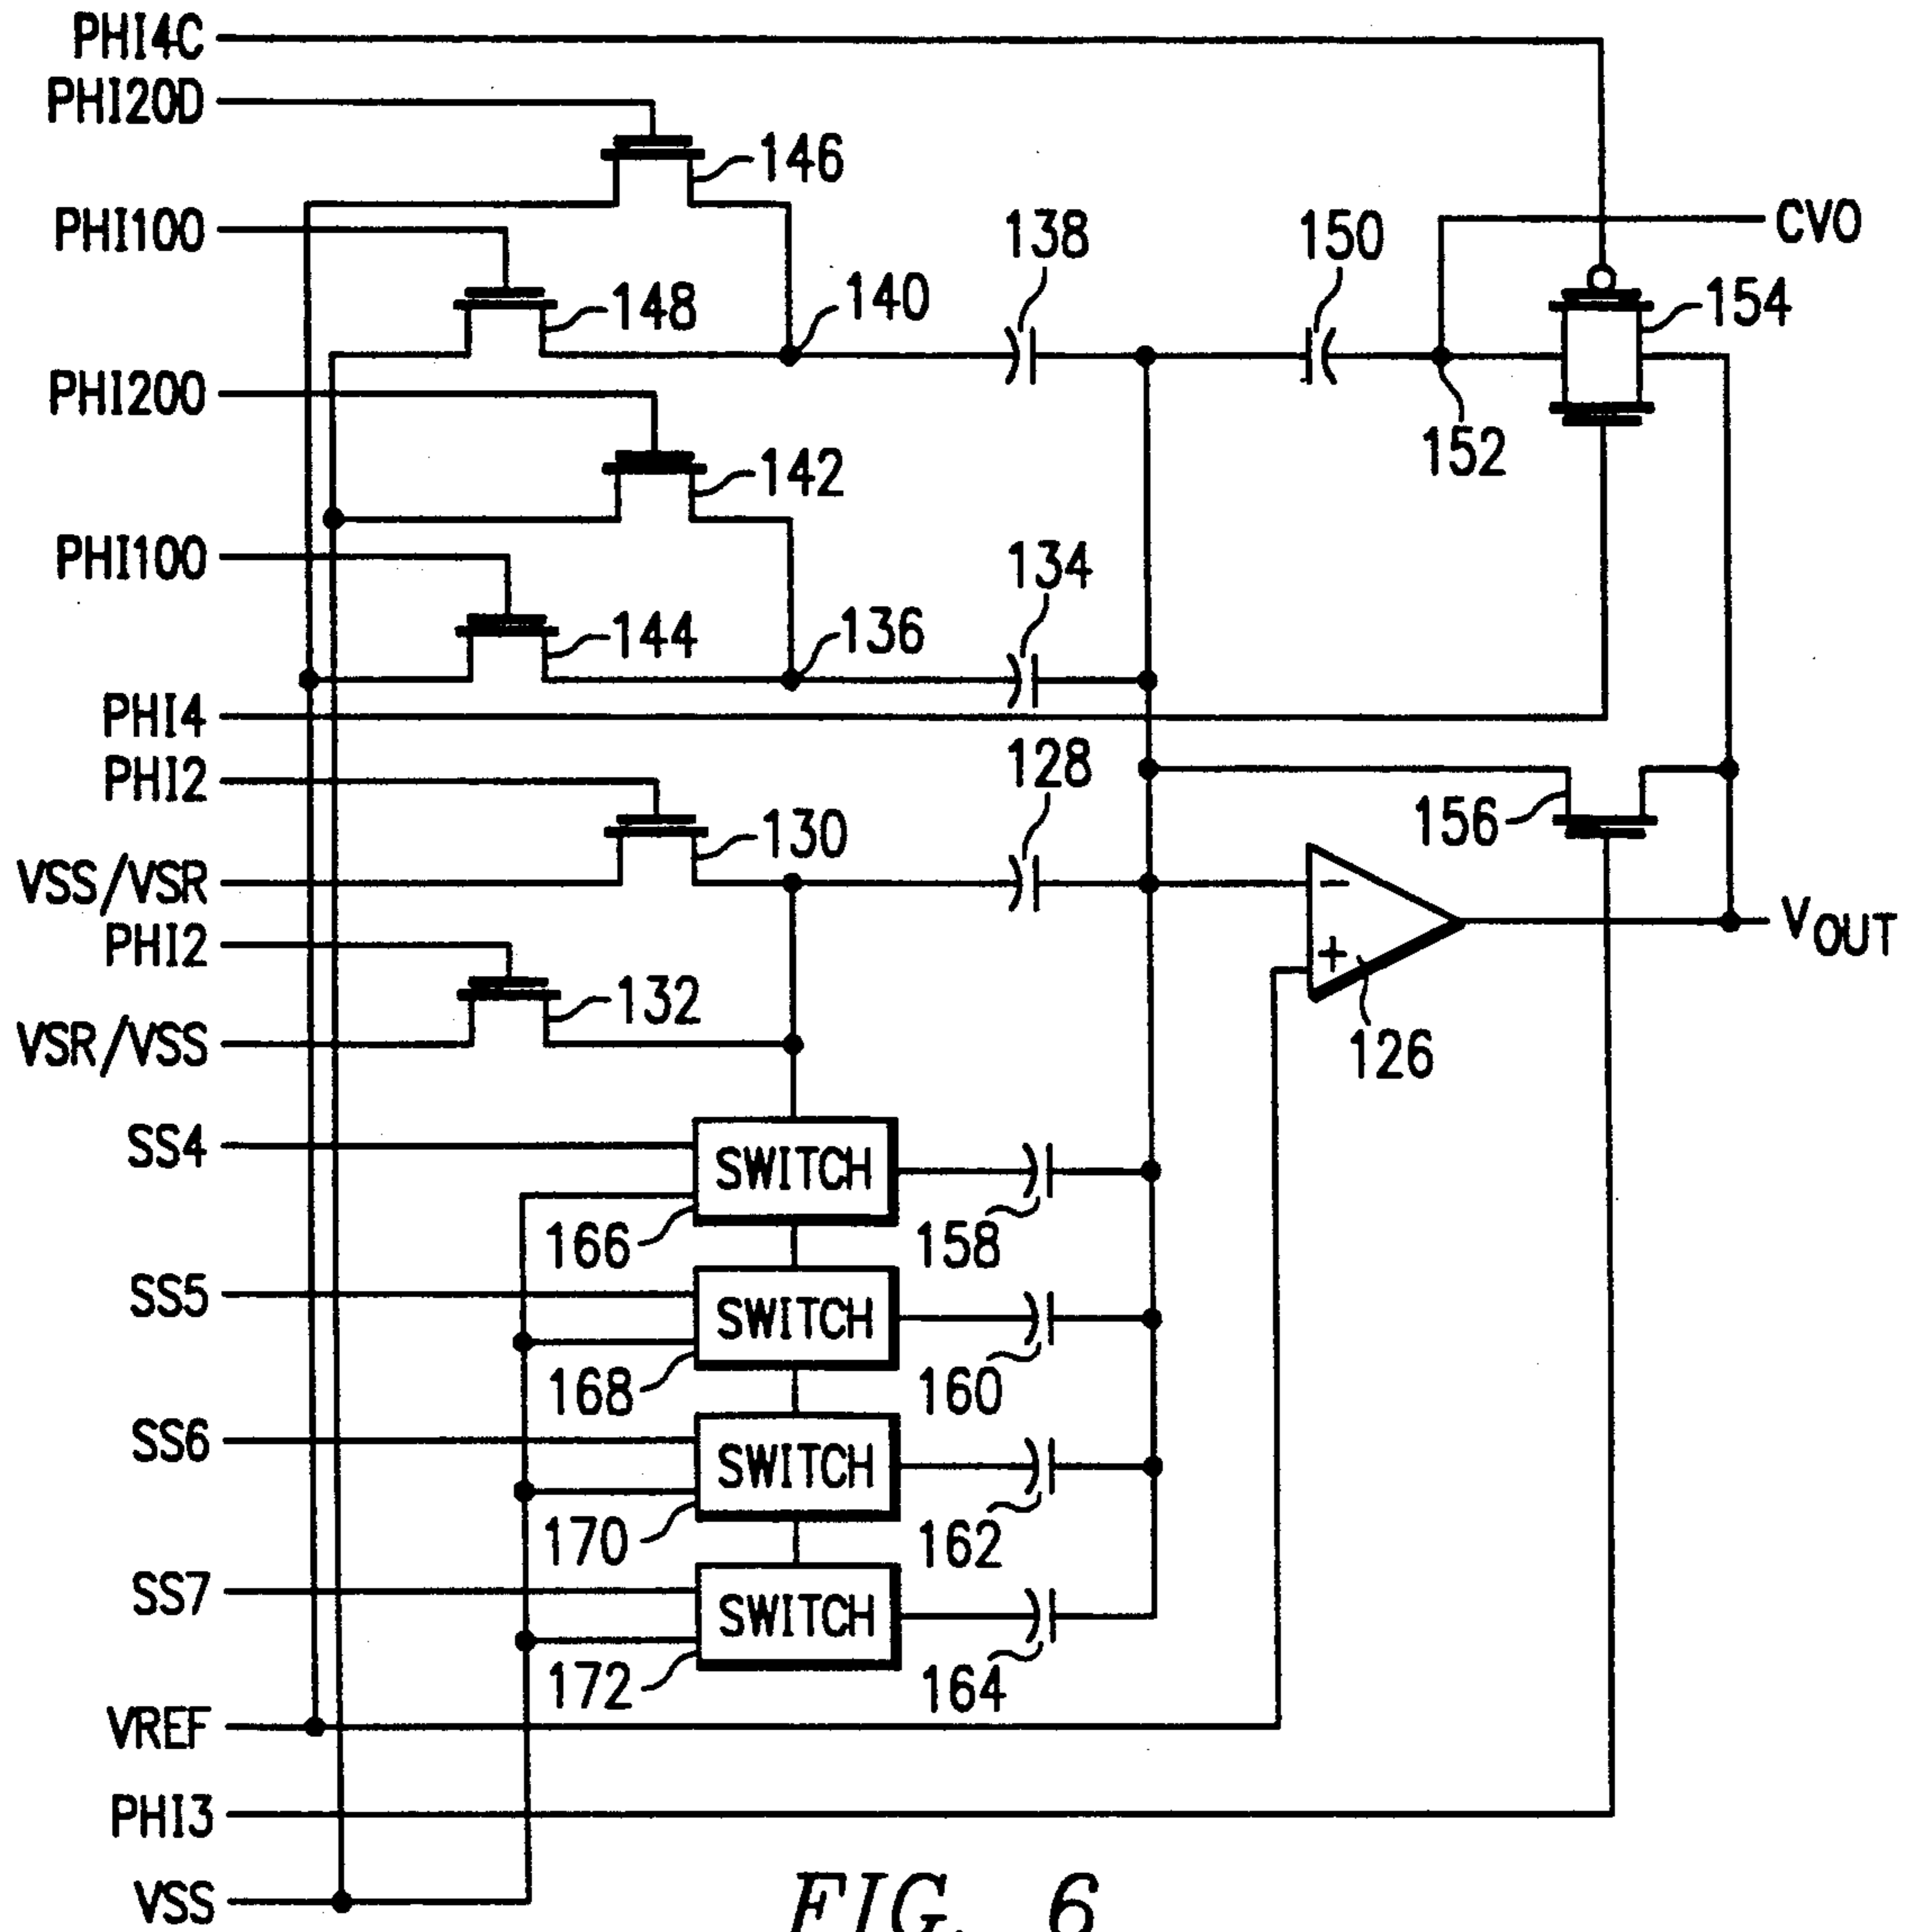 PHI4C
PHI20D
146
PHI100
CVO
138
150
148
140
154
PHI200
152
142
PHI100
134
144
136
PHI4
128
PHI2
156
130
VSS/VSR
−
VOUT
PHI2
+
132
VSR/VSS
126
SS4
SWITCH
166
158
SS5
SWITCH
168
160
SS6
SWITCH
170
162
SS7
SWITCH
172
164
VREF
PHI3
VSS
FIG. 6